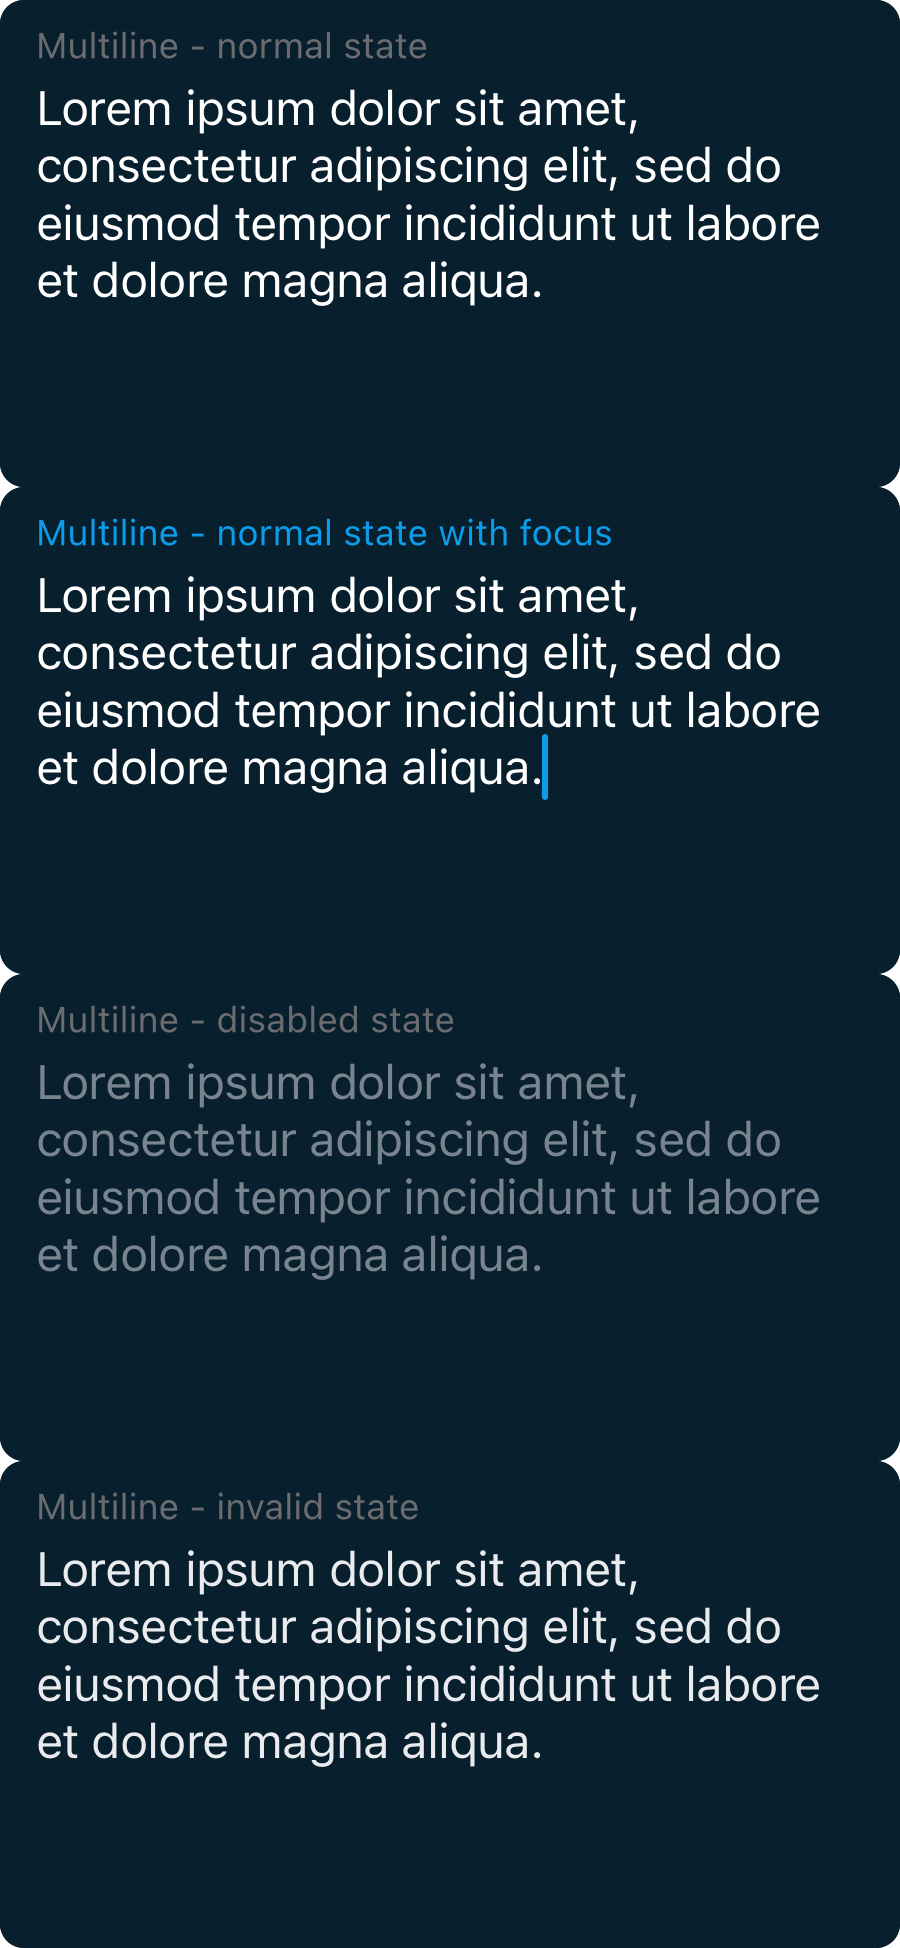 Multiline - normal state
Lorem ipsum dolor sit amet,
consectetur adipiscing elit, sed do
eiusmod tempor incididunt ut labore
et dolore magna aliqua.
Multiline - normal state with focus
Lorem ipsum dolor sit amet,
consectetur adipiscing elit, sed do
eiusmod tempor incididunt ut labore
et dolore magna aliqua.
Multiline - disabled state
Lorem ipsum dolor sit amet,
consectetur adipiscing elit, sed do
eiusmod tempor incididunt ut labore
et dolore magna aliqua.
Multiline - invalid state
Lorem ipsum dolor sit amet,
consectetur adipiscing elit, sed do
eiusmod tempor incididunt ut labore
et dolore magna aliqua.